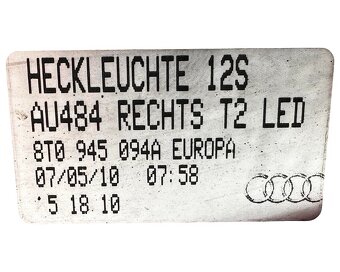 HECKLEUCHTE 12S
AU484 RECHTS T2 LED
8T0 945 094A EUROPA
07/05/10 07:58
5 18 10